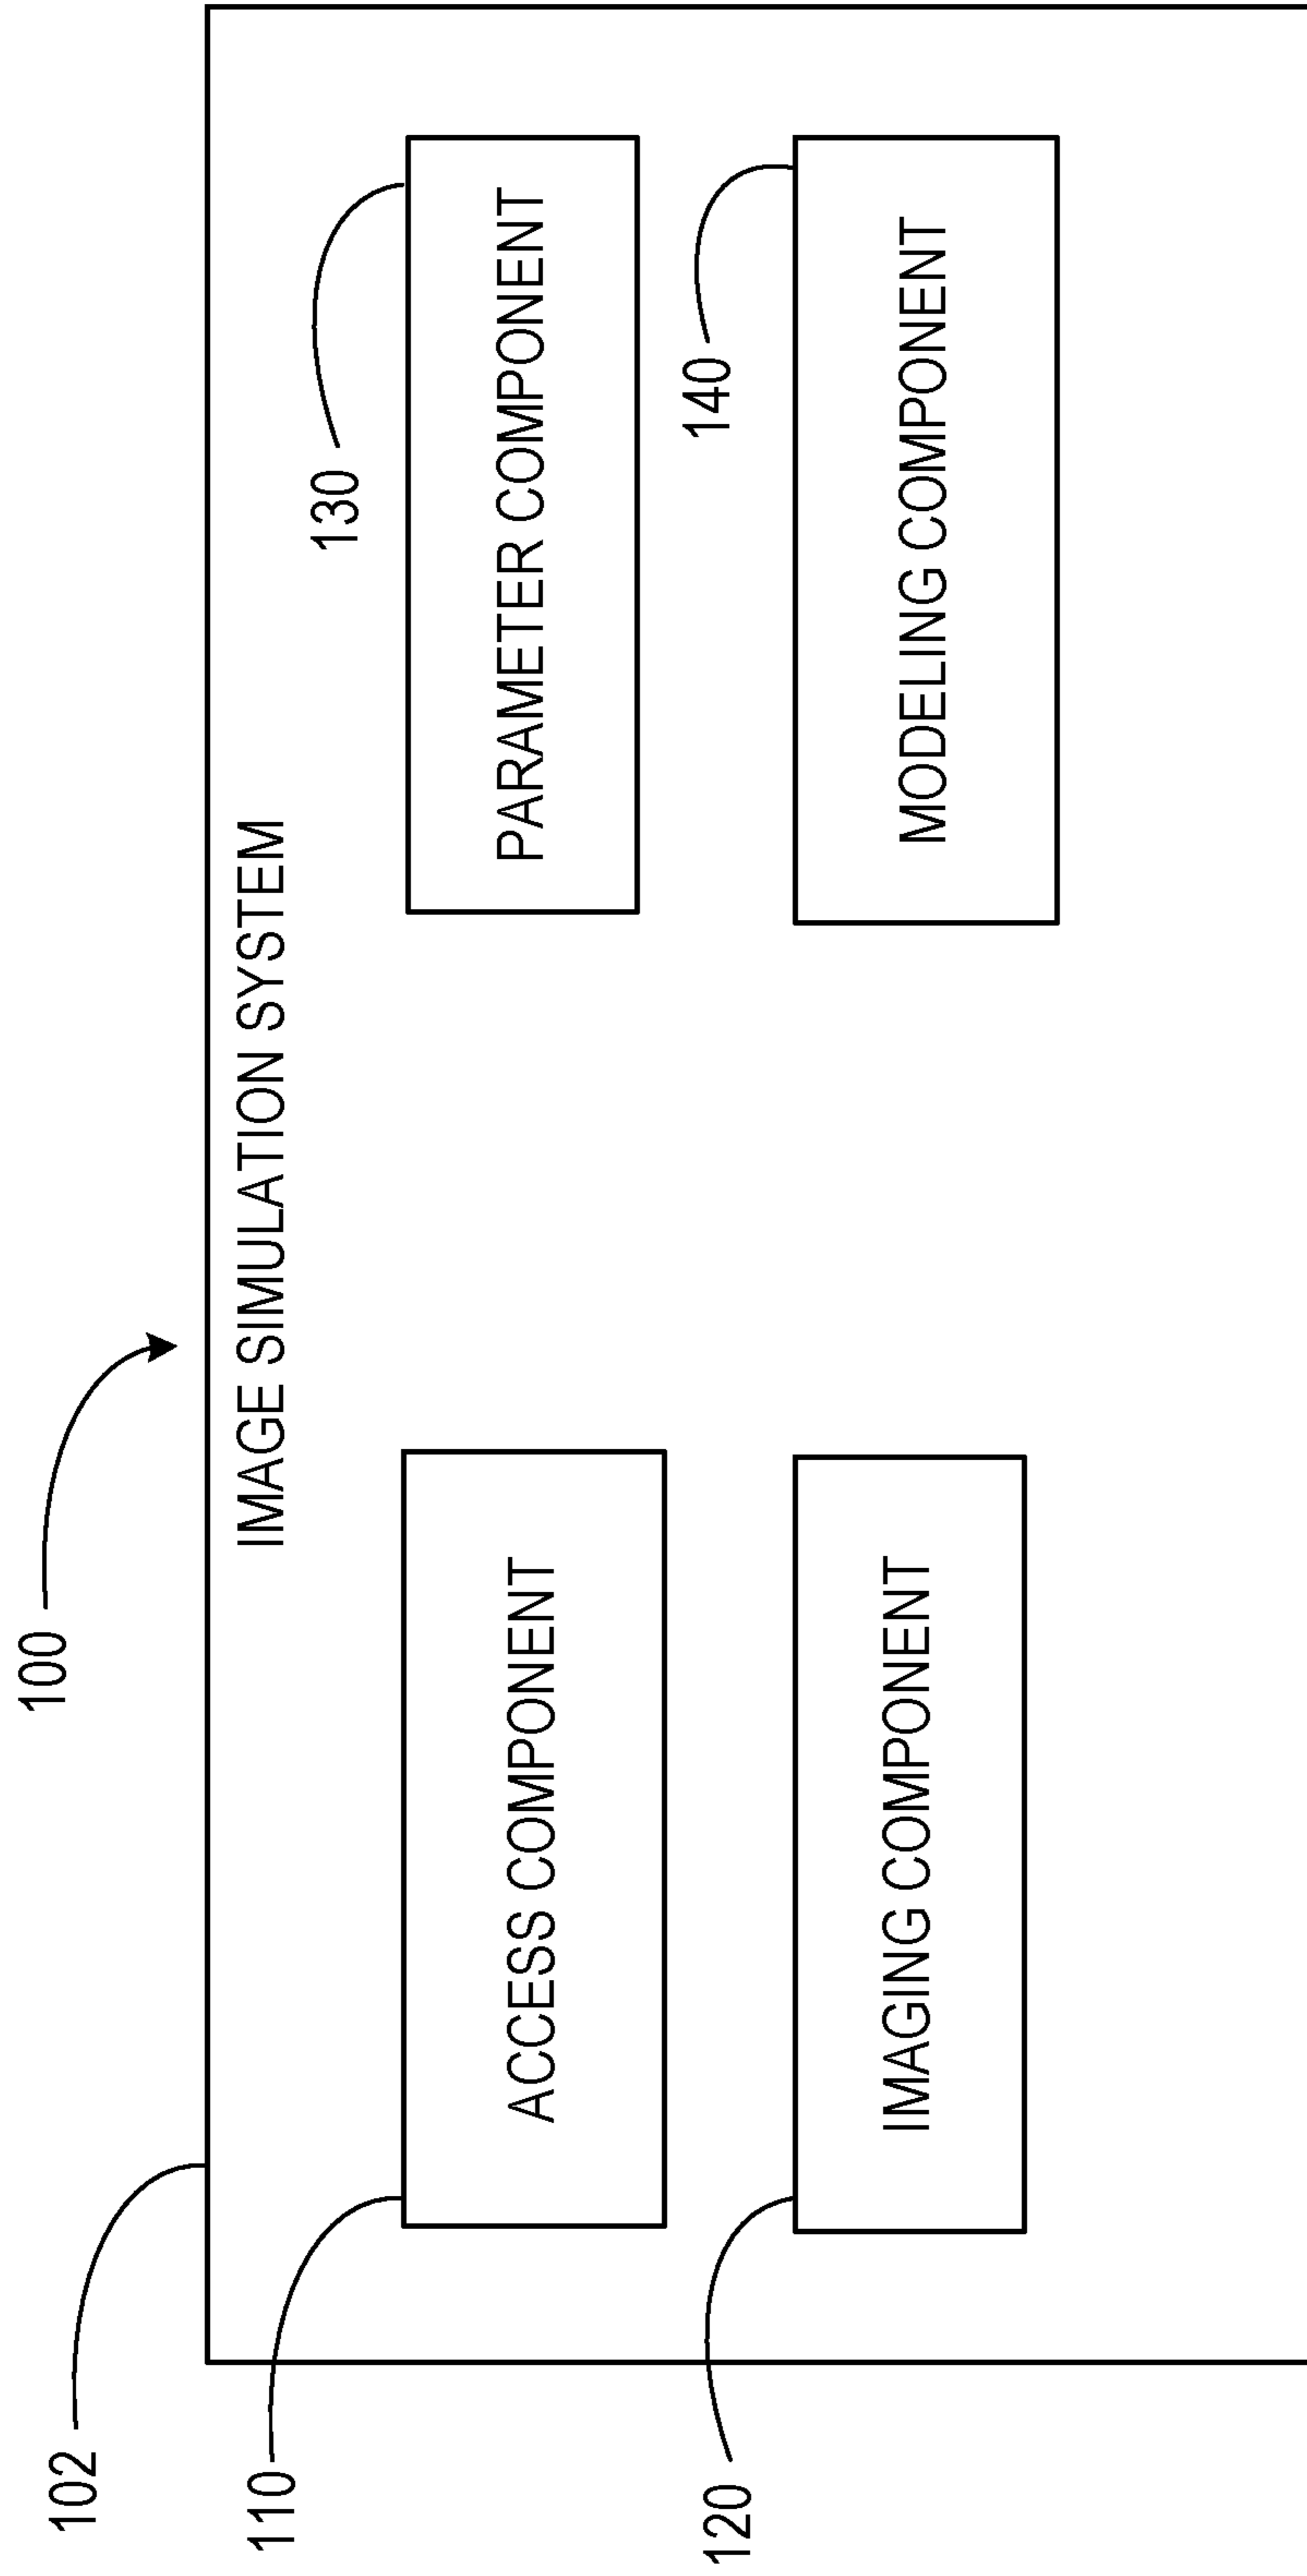 100
102
IMAGE SIMULATION SYSTEM
110
ACCESS COMPONENT
130
PARAMETER COMPONENT
120
IMAGING COMPONENT
140
MODELING COMPONENT